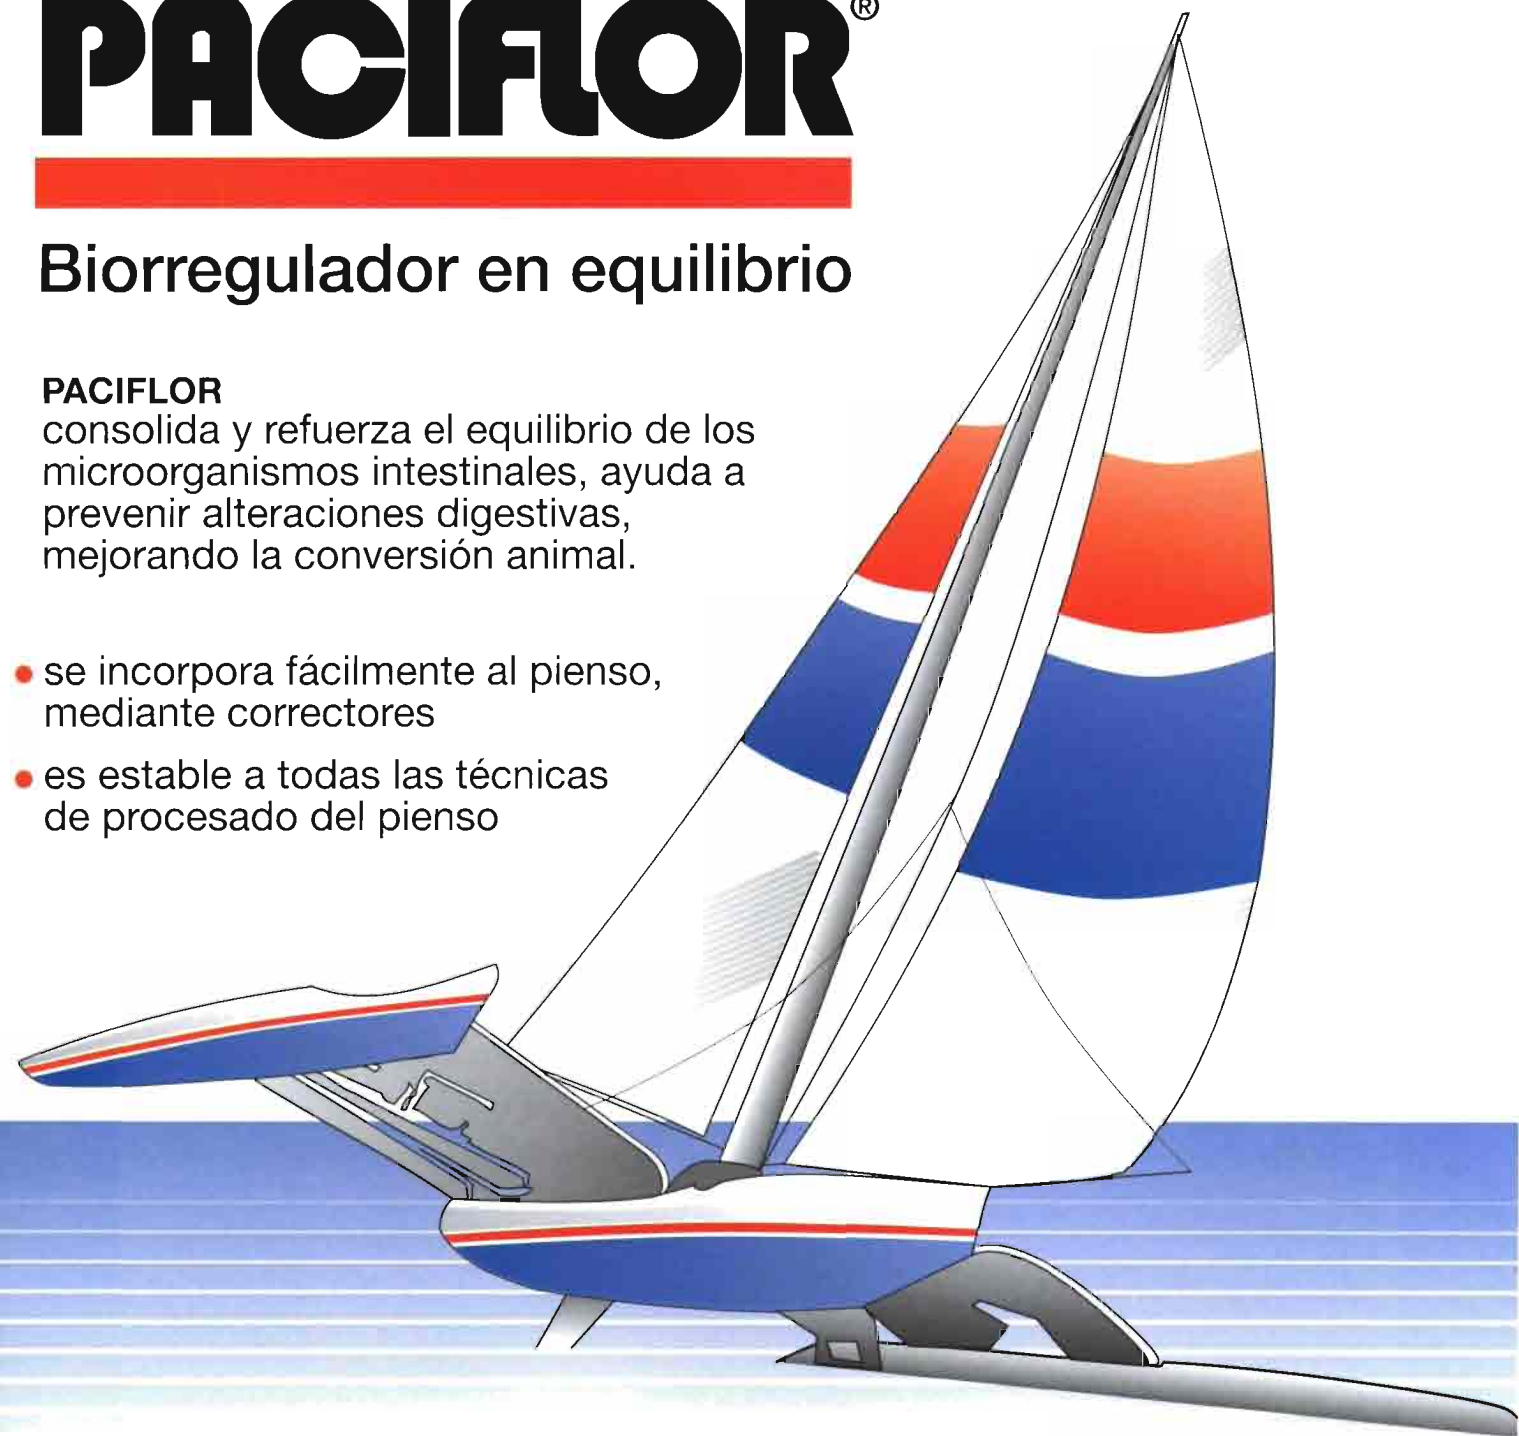 PACIFLOR®
Biorregulador en equilibrio
PACIFLOR
consolida y refuerza el equilibrio de los
microorganismos intestinales, ayuda a
prevenir alteraciones digestivas,
mejorando la conversión animal.
• se incorpora fácilmente al pienso,
mediante correctores
• es estable a todas las técnicas
de procesado del pienso